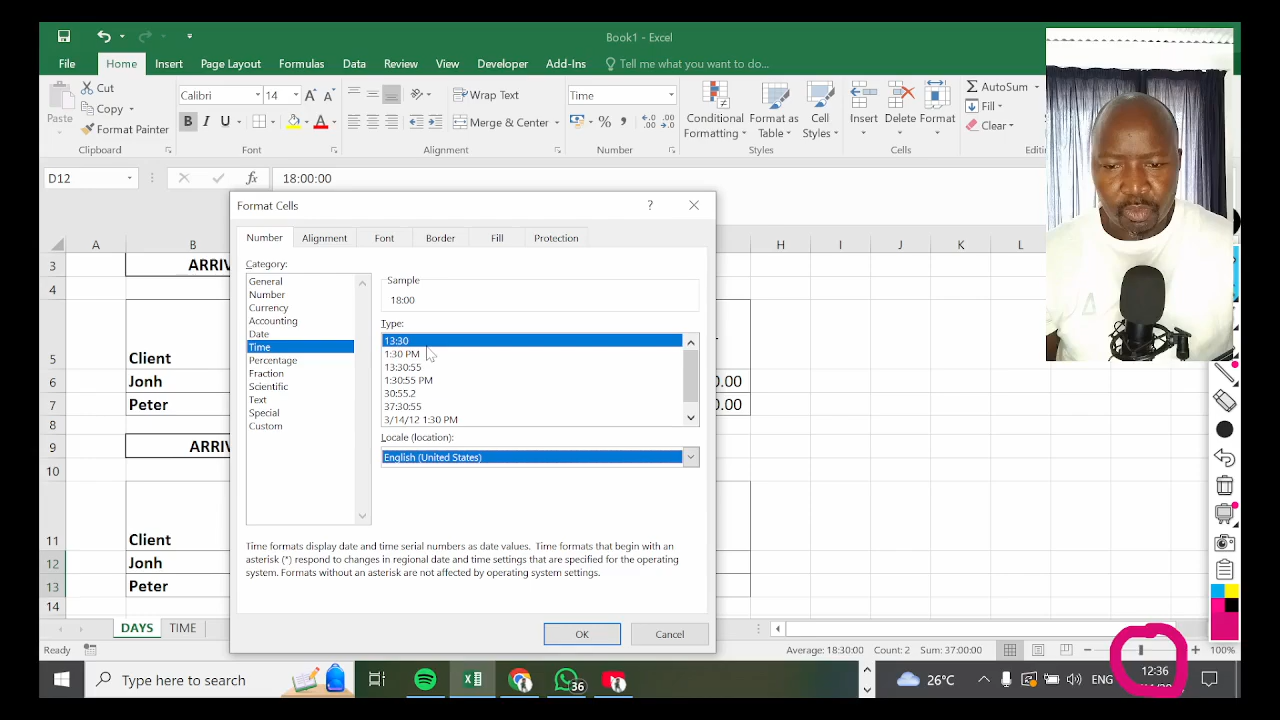 Book1 - Excel
File Home Insert Page Layout Formulas Data Review View Developer Add-Ins Tell me what you want to do...
Cut
Calibri 14
Wrap Text
Time
AutoSum
Copy
Paste
Fill
Format Painter
Merge & Center
Conditional Formatting
Format as Table
Cell Styles
Insert Delete Format
Clear
Clipboard Font Alignment Number Styles Cells Editi
D12 fx 18:00:00
Format Cells ?
Number Alignment Font Border Fill Protection
A B H I J K L
3 ARRIV
4
5 Client
6 Jonh 0.00
7 Peter 0.00
8
9 ARRIV
10
11 Client
12 Jonh
13 Peter
14
Category:
General
Number
Currency
Accounting
Date
Time
Percentage
Fraction
Scientific
Text
Special
Custom
Sample
18:00
Type:
13:30
1:30 PM
13:30:55
1:30:55 PM
30:55.2
37:30:55
3/14/12 1:30 PM
Locale (location):
English (United States)
Time formats display date and time serial numbers as date values. Time formats that begin with an
asterisk (*) respond to changes in regional date and time settings that are specified for the operating
system. Formats without an asterisk are not affected by operating system settings.
OK Cancel
DAYS TIME
Ready Average: 18:30:00 Count: 2 Sum: 37:00:00 100%
Type here to search 36 26°C ENG 12:36